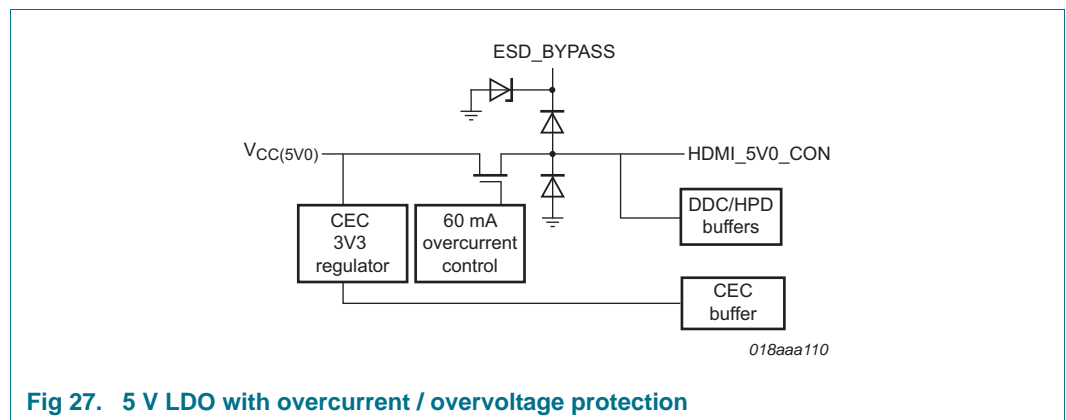 ESD_BYPASS
VCC(5V0)
HDMI_5V0_CON
CEC
3V3
regulator
60 mA
overcurrent
control
DDC/HPD
buffers
CEC
buffer
018aaa110
Fig 27. 5 V LDO with overcurrent / overvoltage protection